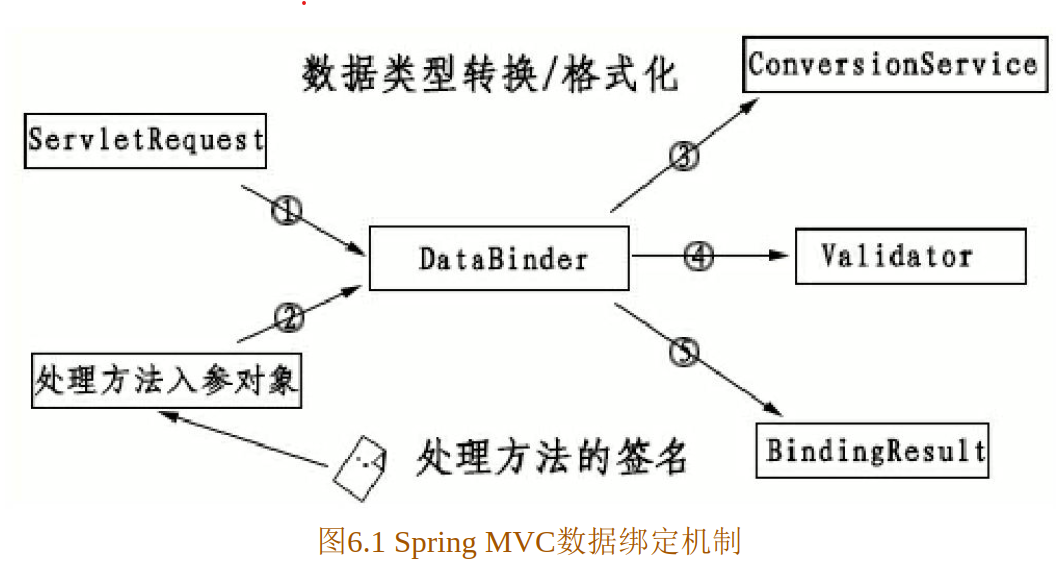 数据类型转换/格式化
ConversionService
ServletRequest
①
③
DataBinder
④
Validator
②
⑤
处理方法入参对象
处理方法的签名
BindingResult
图6.1 Spring MVC数据绑定机制